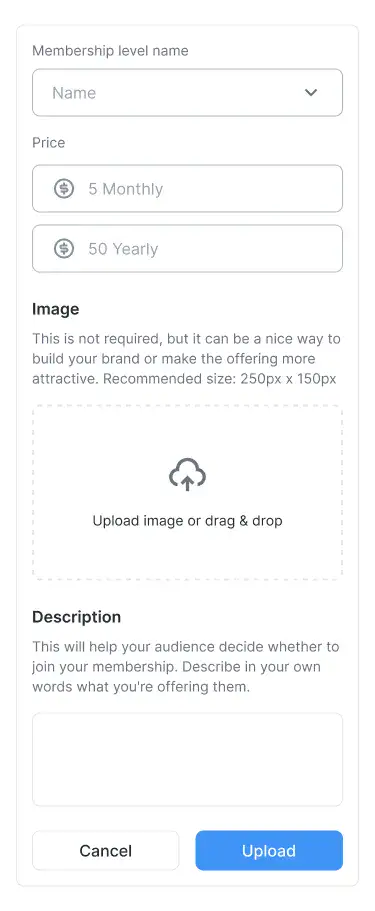 Membership level name
Name
Price
5 Monthly
50 Yearly
Image
This is not required, but it can be a nice way to
build your brand or make the offering more
attractive. Recommended size: 250px x 150px
Upload image or drag & drop
Description
This will help your audience decide whether to
join your membership. Describe in your own
words what you're offering them.
Cancel
Upload